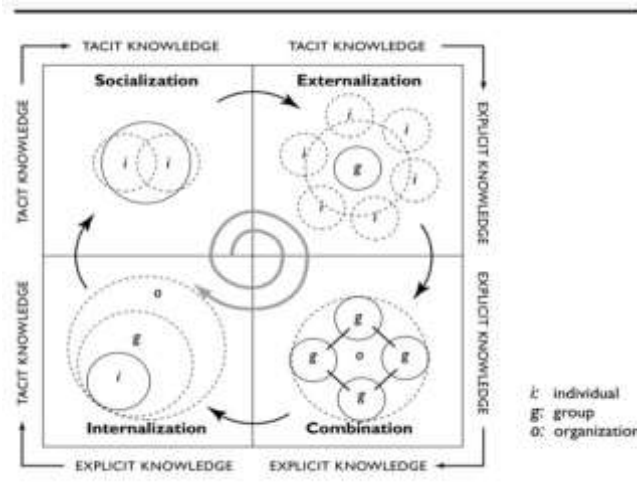 TACIT KNOWLEDGE TACIT KNOWLEDGE
Socialization Externalization
TACIT KNOWLEDGE
i i
i i i i i i
g
EXPLICIT KNOWLEDGE
TACIT KNOWLEDGE
o
g
i
g
g o g
g
EXPLICIT KNOWLEDGE
Internalization Combination
EXPLICIT KNOWLEDGE EXPLICIT KNOWLEDGE
i: individual
g: group
o: organization